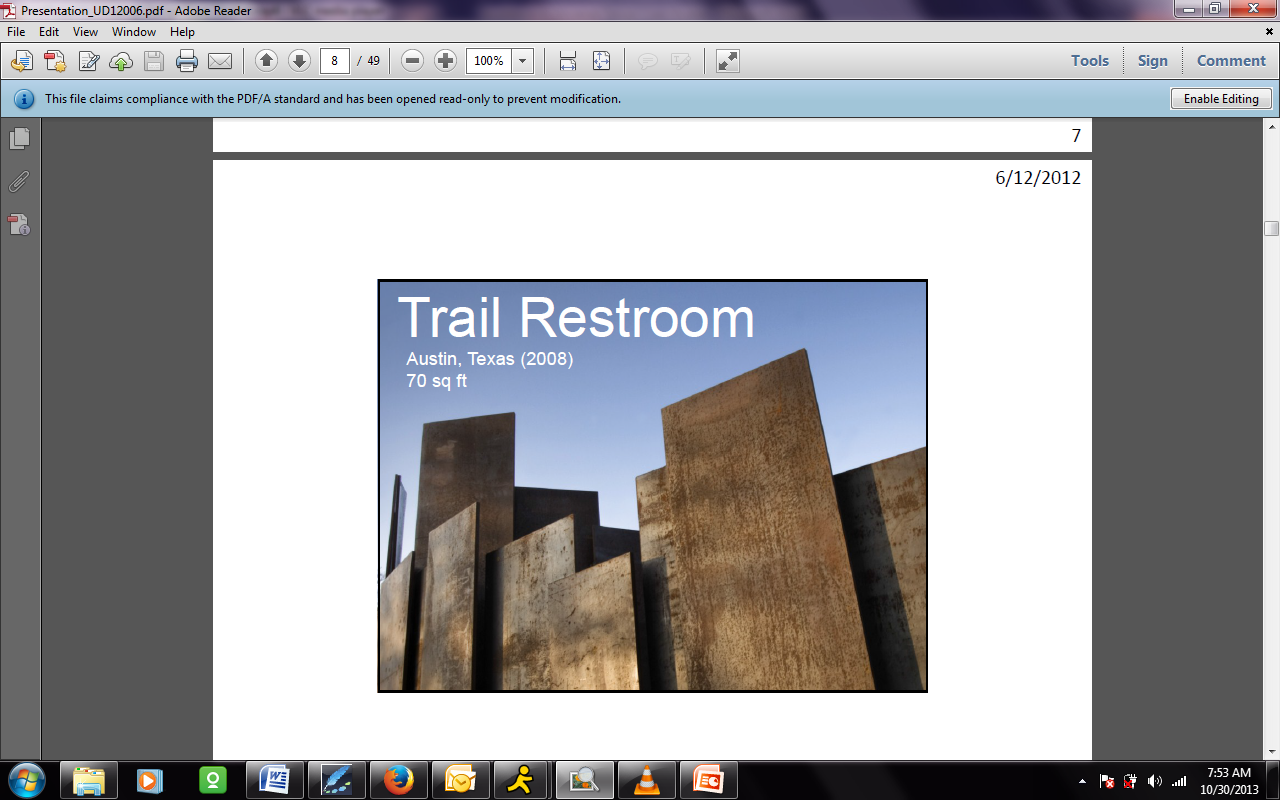 Presentation_UD12006.pdf - Adobe Reader
File Edit View Window Help
8 / 49 100% Tools Sign Comment
This file claims compliance with the PDF/A standard and has been opened read-only to prevent modification. Enable Editing
7
6/12/2012
Trail Restroom
Austin, Texas (2008)
70 sq ft
7:53 AM
10/30/2013